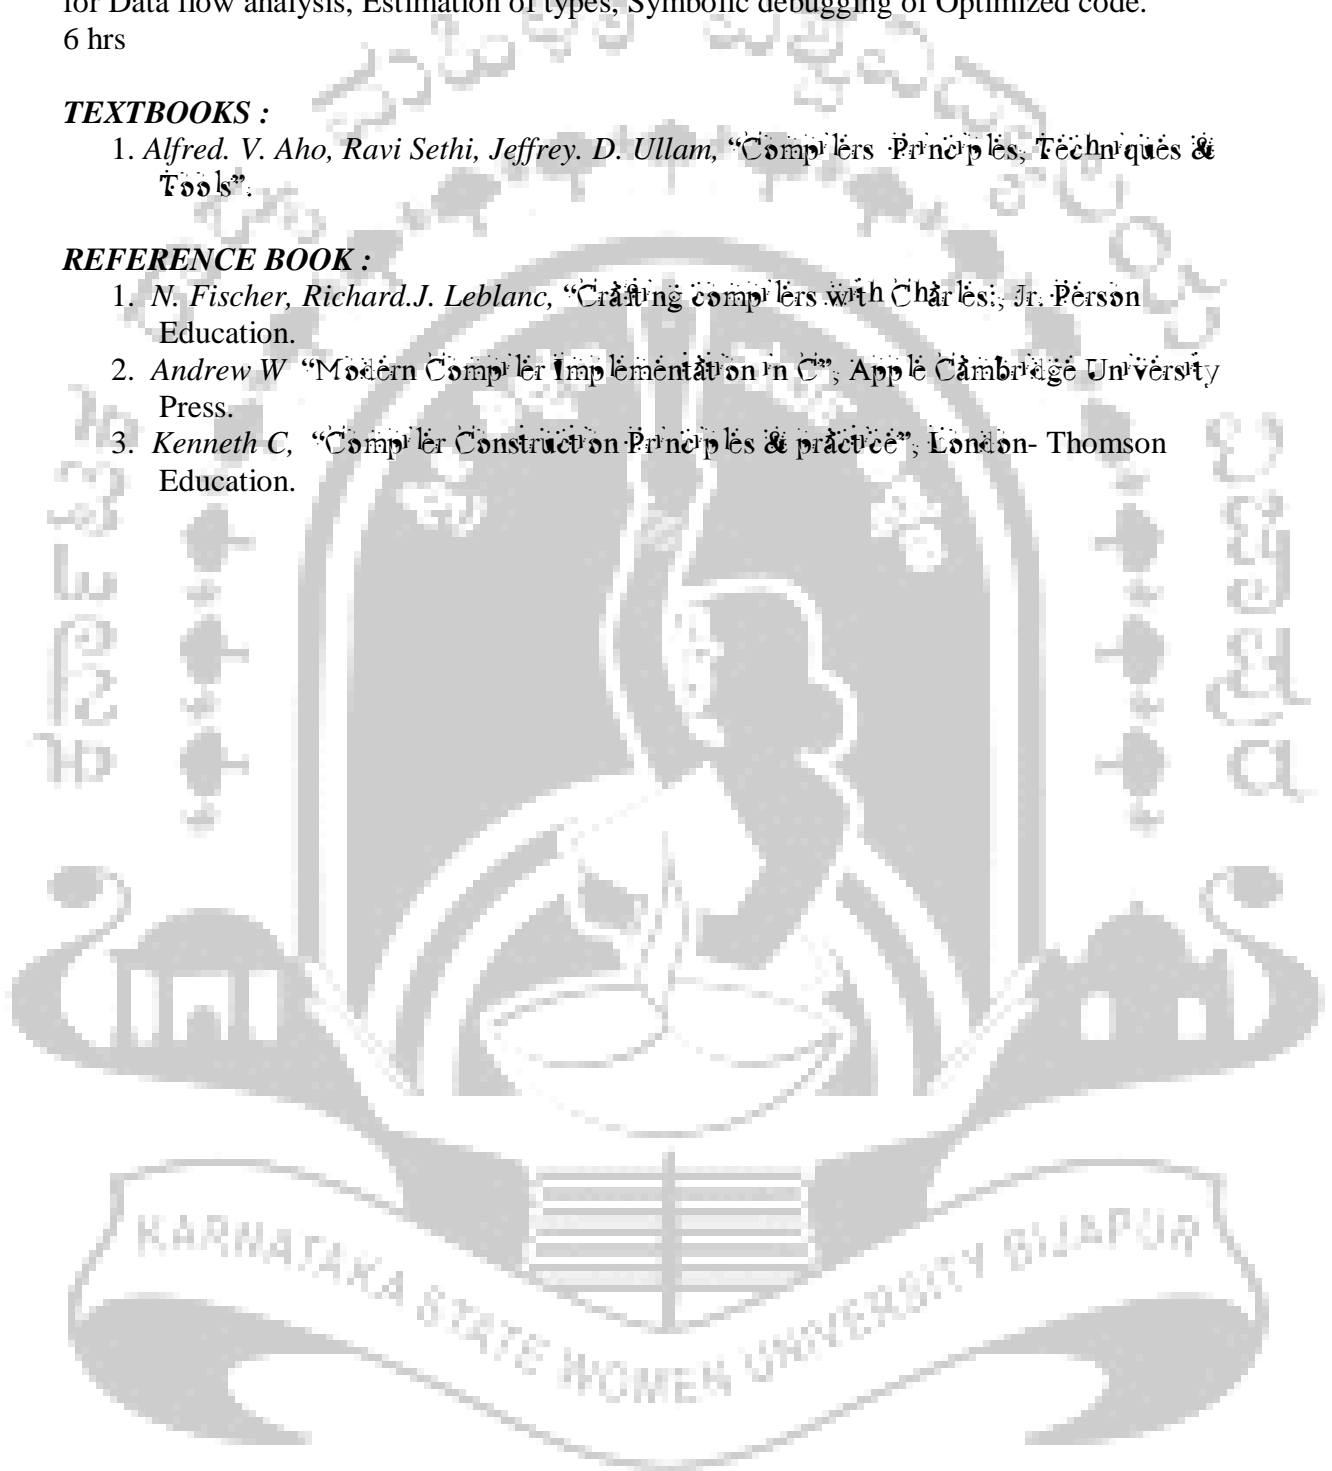 for Data flow analysis, Estimation of types, Symbolic debugging of Optimized code.
6 hrs
TEXTBOOKS :
1. Alfred. V. Aho, Ravi Sethi, Jeffrey. D. Ullam, “Compilers Principles, Techniques &
Tools”.
REFERENCE BOOK :
1. N. Fischer, Richard.J. Leblanc, “Crafting compilers with Charles:, Jr. Person
Education.
2. Andrew W “Modern Compiler Implementation in C”, Apple Cambridge University
Press.
3. Kenneth C, “Compiler Construction Principles & practice”, London- Thomson
Education.
KARNATAKA STATE WOMEN UNIVERSITY BIJAPUR